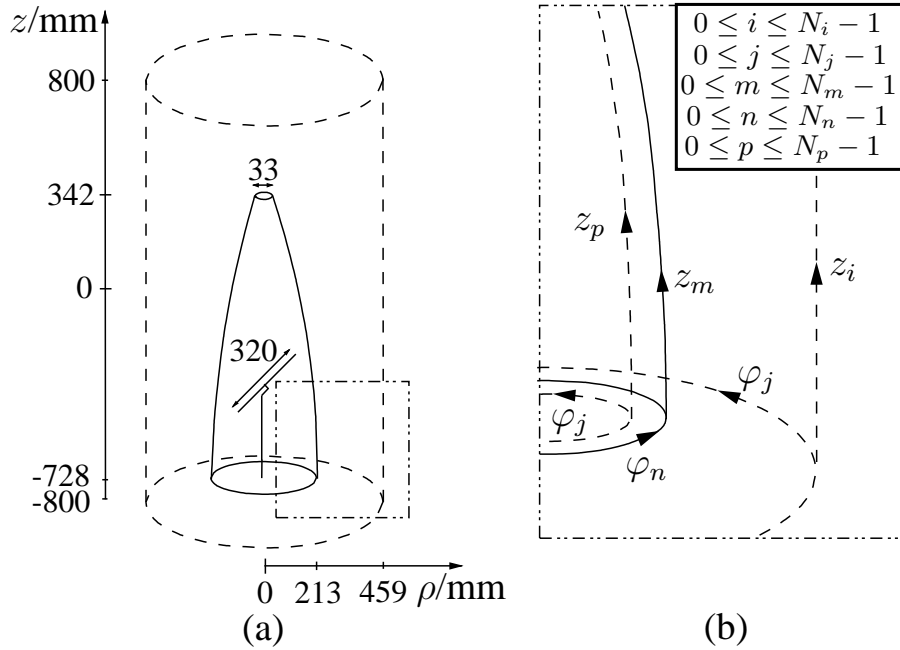 z/mm
800
33
342
0
320
-728
-800
0 213 459 ρ/mm
(a)
0 ≤ i ≤ N_i − 1
0 ≤ j ≤ N_j − 1
0 ≤ m ≤ N_m − 1
0 ≤ n ≤ N_n − 1
0 ≤ p ≤ N_p − 1
z_p
z_m
z_i
φ_j
φ_j
φ_n
(b)